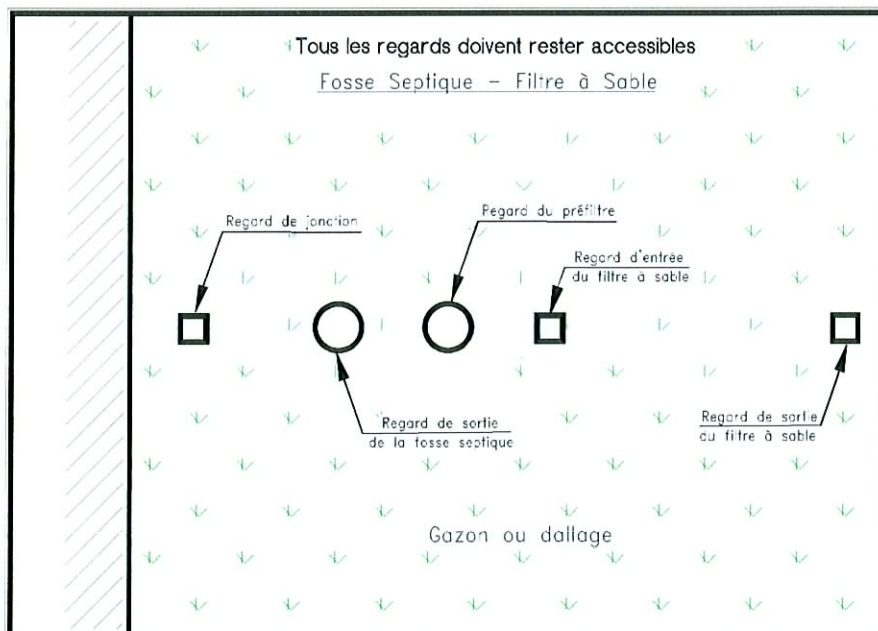 Tous les regards doivent rester accessibles
Fosse Septique - Filtre à Sable
Regard de jonction
Regard du préfiltre
Regard d'entrée
du filtre à sable
Regard de sortie
de la fosse septique
Regard de sortie
du filtre à sable
Gazon ou dallage